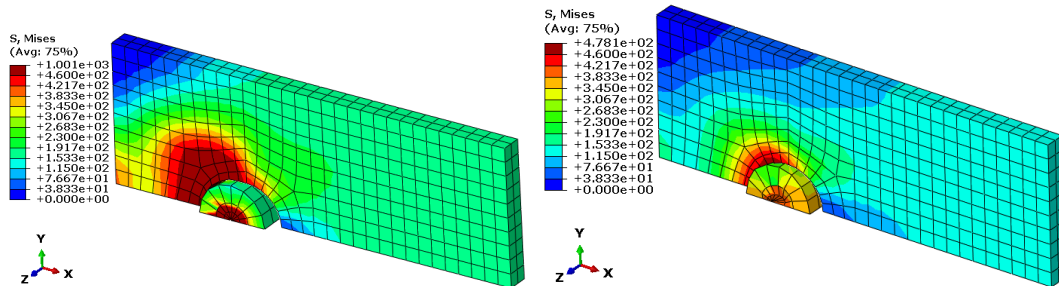 S, Mises
(Avg: 75%)
+1.001e+03
+4.600e+02
+4.217e+02
+3.833e+02
+3.450e+02
+3.067e+02
+2.683e+02
+2.300e+02
+1.917e+02
+1.533e+02
+1.150e+02
+7.667e+01
+3.833e+01
+0.000e+00
Y
Z
X
S, Mises
(Avg: 75%)
+4.781e+02
+4.600e+02
+4.217e+02
+3.833e+02
+3.450e+02
+3.067e+02
+2.683e+02
+2.300e+02
+1.917e+02
+1.533e+02
+1.150e+02
+7.667e+01
+3.833e+01
+0.000e+00
Y
Z
X